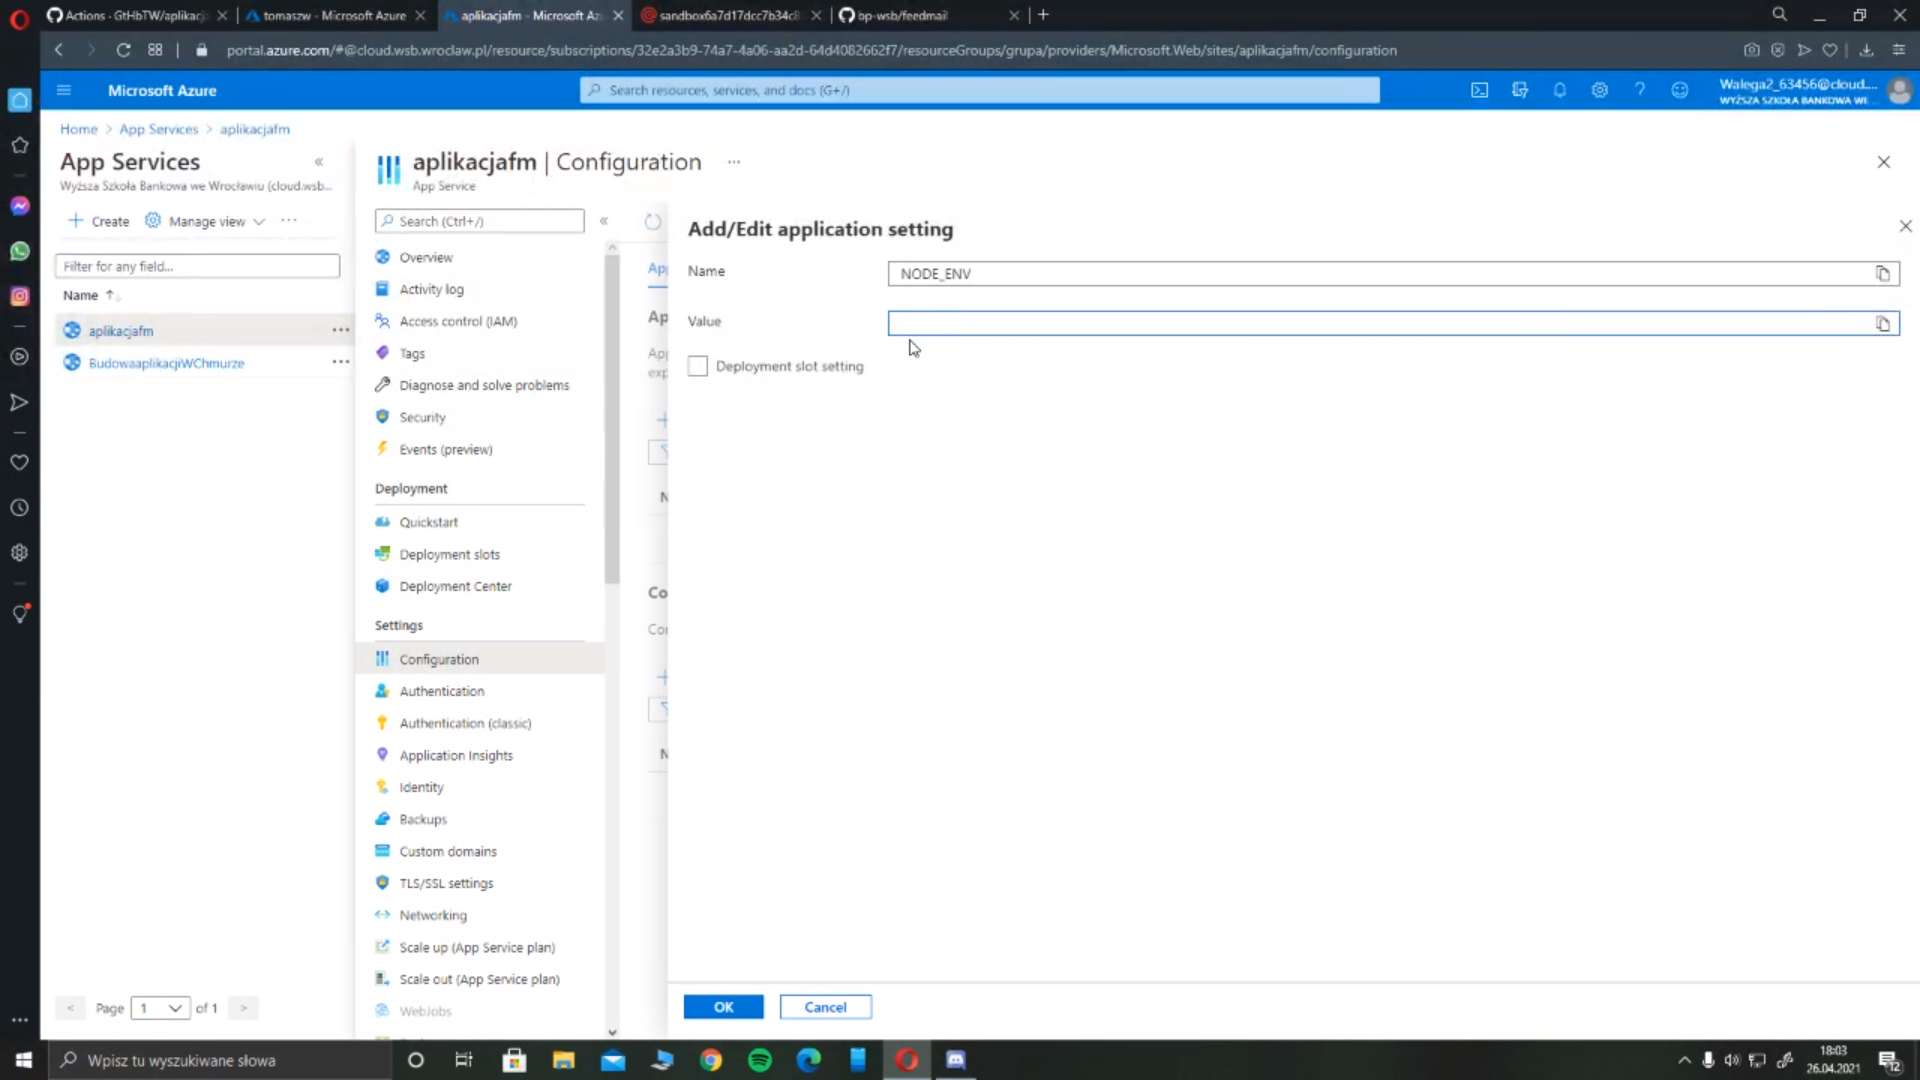 Actions · GtHbTW/aplikacj
tomaszw - Microsoft Azure
aplikacjafm - Microsoft Az
sandbox6a7d17dcc7b34c8
bp-wsb/feedmail
portal.azure.com/#@cloud.wsb.wroclaw.pl/resource/subscriptions/32e2a3b9-74a7-4a06-aa2d-64d4082662f7/resourceGroups/grupa/providers/Microsoft.Web/sites/aplikacjafm/configuration
Microsoft Azure
Search resources, services, and docs (G+/)
Walega2_63456@cloud....
WYŻSZA SZKOŁA BANKOWA WE ...
Home > App Services > aplikacjafm
App Services
Wyższa Szkoła Bankowa we Wrocławiu (cloud.wsb...
Create
Manage view
Filter for any field...
Name
aplikacjafm
BudowaaplikacjiWChmurze
Page 1 of 1
aplikacjafm | Configuration
App Service
Search (Ctrl+/)
Overview
Activity log
Access control (IAM)
Tags
Diagnose and solve problems
Security
Events (preview)
Deployment
Quickstart
Deployment slots
Deployment Center
Settings
Configuration
Authentication
Authentication (classic)
Application Insights
Identity
Backups
Custom domains
TLS/SSL settings
Networking
Scale up (App Service plan)
Scale out (App Service plan)
WebJobs
Add/Edit application setting
Name
NODE_ENV
Value
Deployment slot setting
OK
Cancel
Wpisz tu wyszukiwane słowa
18:03
26.04.2021
12